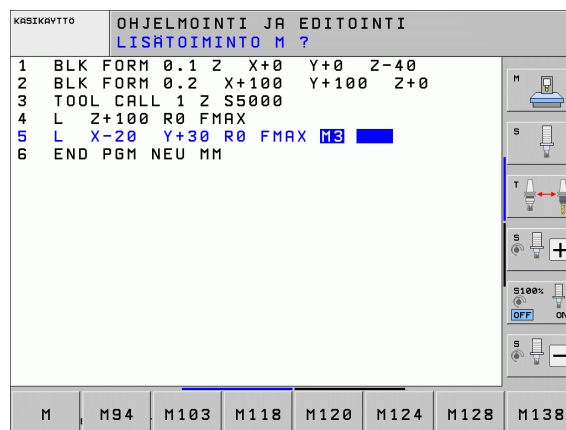 KÄSIKÄYTTÖ
OHJELMOINTI JA EDITOINTI
LISÄTOIMINTO M ?
1 BLK FORM 0.1 Z X+0 Y+0 Z-40
2 BLK FORM 0.2 X+100 Y+100 Z+0
3 TOOL CALL 1 Z S5000
4 L Z+100 R0 FMAX
5 L X-20 Y+30 R0 FMAX M3
6 END PGM NEU MM
M
S
T
S
+
S100%
OFF ON
S
-
M M94 M103 M118 M120 M124 M128 M138